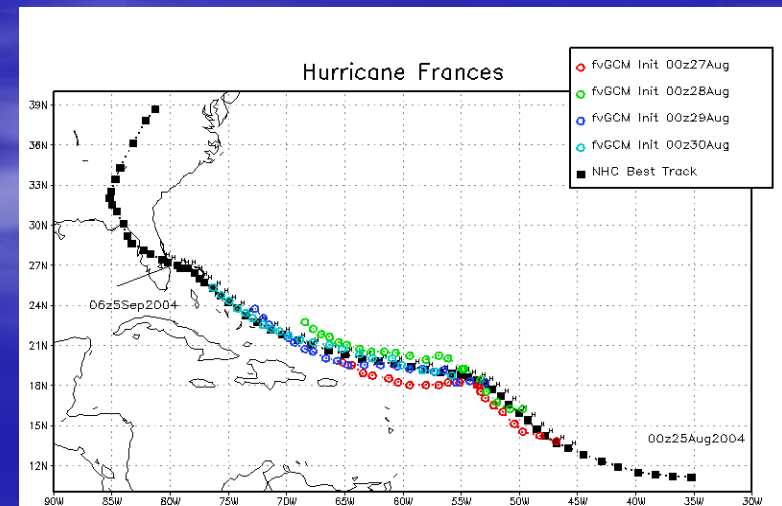 Hurricane Frances
fvGCM Init 00z27Aug
fvGCM Init 00z28Aug
fvGCM Init 00z29Aug
fvGCM Init 00z30Aug
NHC Best Track
39N
36N
33N
30N
27N
24N
21N
18N
15N
12N
06z5Sep2004
00z25Aug2004
90W 85W 80W 75W 70W 65W 60W 55W 50W 45W 40W 35W 30W